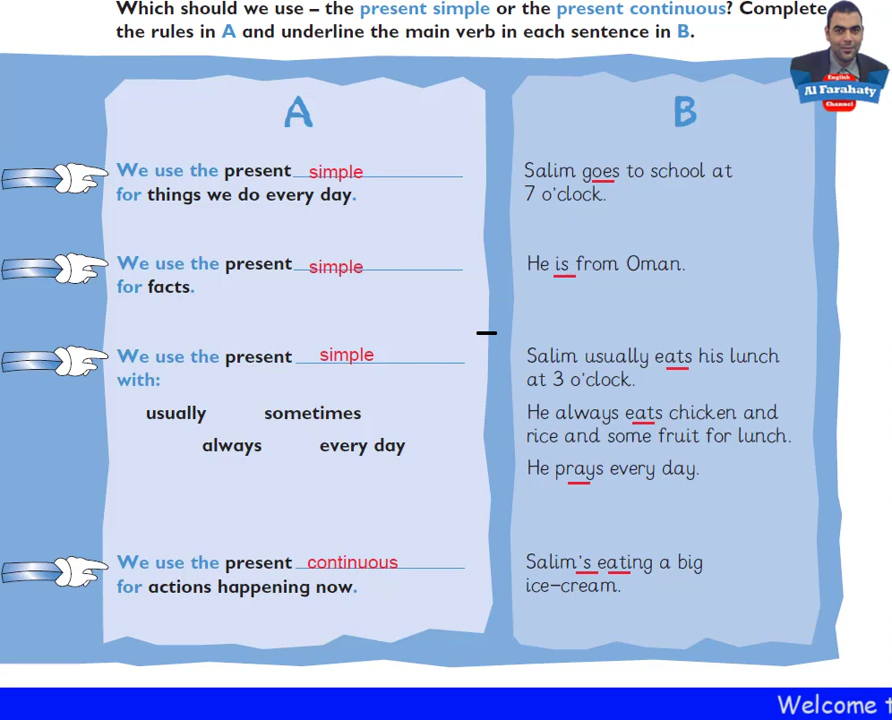 Which should we use – the present simple or the present continuous? Complete
the rules in A and underline the main verb in each sentence in B.
English
Al Farahaty
Channel
A
We use the present simple
for things we do every day.
We use the present simple
for facts.
We use the present simple
with:
usually sometimes
always every day
We use the present continuous
for actions happening now.
B
Salim goes to school at
7 o'clock.
He is from Oman.
Salim usually eats his lunch
at 3 o'clock.
He always eats chicken and
rice and some fruit for lunch.
He prays every day.
Salim's eating a big
ice-cream.
Welcome